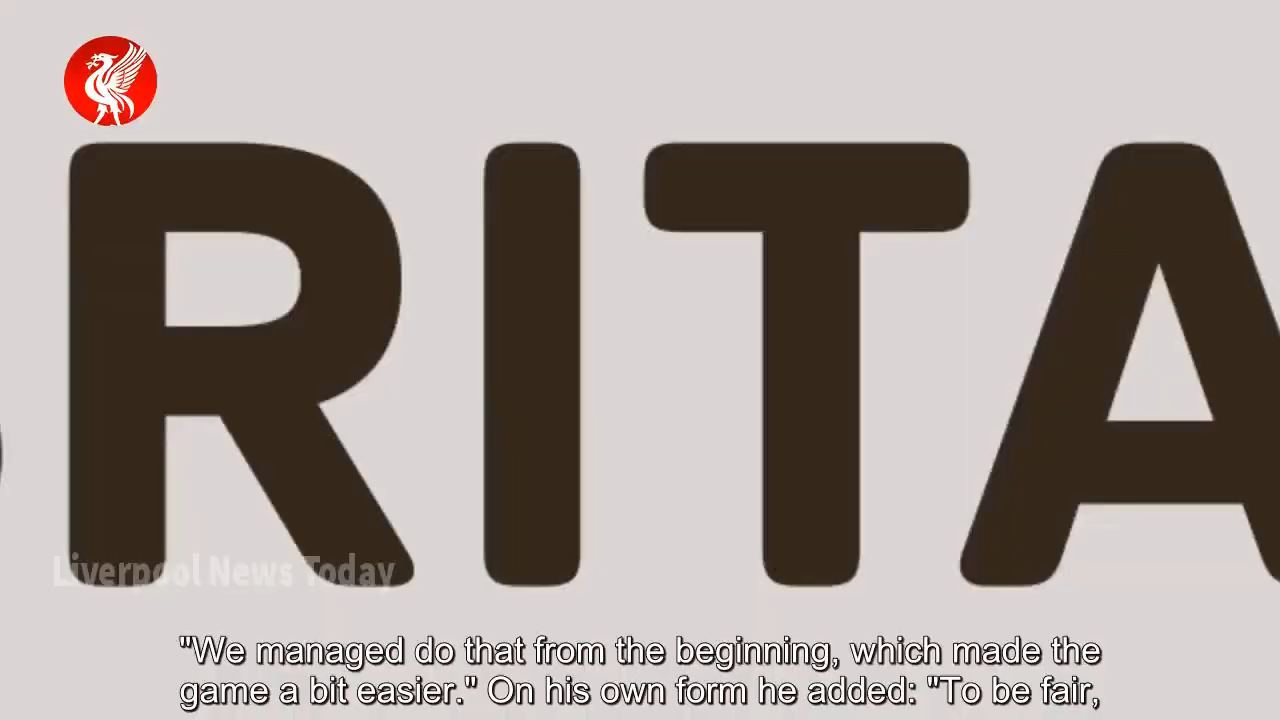 RITA
Liverpool News Today
"We managed do that from the beginning, which made the
game a bit easier." On his own form he added: "To be fair,